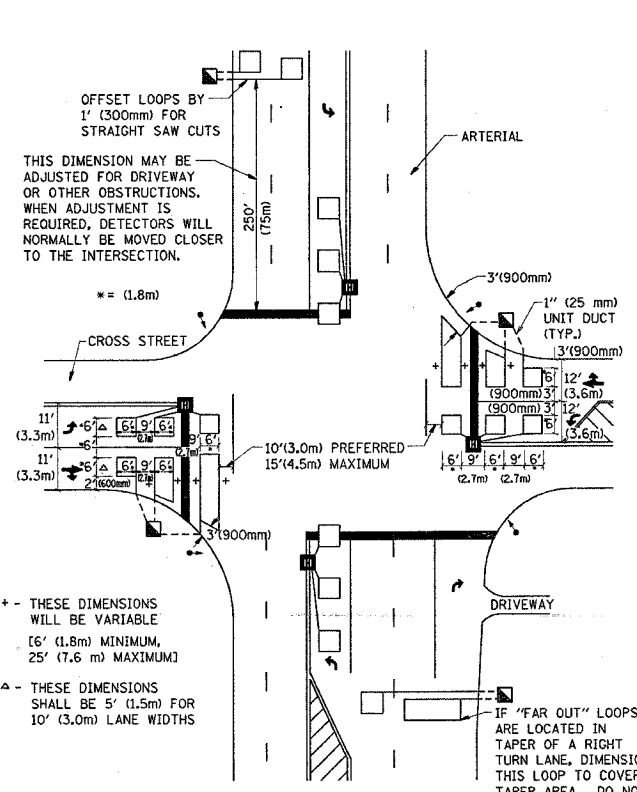 OFFSET LOOPS BY
1' (300mm) FOR
STRAIGHT SAW CUTS
ARTERIAL
THIS DIMENSION MAY BE
ADJUSTED FOR DRIVEWAY
OR OTHER OBSTRUCTIONS.
WHEN ADJUSTMENT IS
REQUIRED, DETECTORS WILL
NORMALLY BE MOVED CLOSER
TO THE INTERSECTION.
250'
(75m)
* = (1.8m)
H
3'(900mm)
1" (25 mm)
UNIT DUCT
(TYP.)
CROSS STREET
3'(900mm)
6'
12'
(3.6m)
(900mm) 3'
(900mm) 3'
12'
(3.6m)
6'
H
H
11'
(3.3m)
*6'
6'
9'
6'
(2.7m)
9'
6'
*
(2.7m)
*6'
11'
(3.3m)
*6'
6'
9'
6'
(2.7m)
2'
(600mm)
10'(3.0m) PREFERRED
15'(4.5m) MAXIMUM
6'
9'
6'
9'
6'
*
*
*
(2.7m)
(2.7m)
3'(900mm)
H
+ - THESE DIMENSIONS
WILL BE VARIABLE
[6' (1.8m) MINIMUM,
25' (7.6 m) MAXIMUM]
DRIVEWAY
△ - THESE DIMENSIONS
SHALL BE 5' (1.5m) FOR
10' (3.0m) LANE WIDTHS
IF "FAR OUT" LOOPS
ARE LOCATED IN
TAPER OF A RIGHT
TURN LANE, DIMENSIO
THIS LOOP TO COVER
TAPER AREA. DO NO